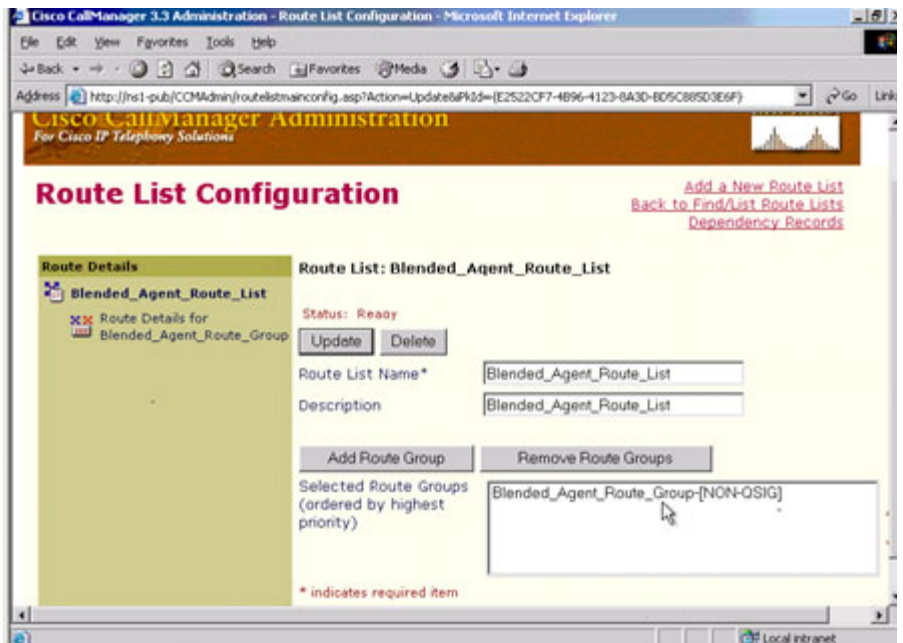 Cisco CallManager 3.3 Administration - Route List Configuration - Microsoft Internet Explorer
File Edit View Favorites Tools Help
Back Search Favorites Media
Address http://ns1-pub/CCMAdmin/routelistmainconfig.asp?Action=Update&PkId={E2522CF7-4B96-4123-8A3D-BD5C885D3E6F} Go Links
Cisco CallManager Administration
For Cisco IP Telephony Solutions
Route List Configuration
Add a New Route List
Back to Find/List Route Lists
Dependency Records
Route Details
Blended_Agent_Route_List
Route Details for
Blended_Agent_Route_Group
Route List: Blended_Agent_Route_List
Status: Ready
Update Delete
Route List Name* Blended_Agent_Route_List
Description Blended_Agent_Route_List
Add Route Group Remove Route Groups
Selected Route Groups
(ordered by highest
priority)
Blended_Agent_Route_Group-[NON-QSIG]
* indicates required item
Local intranet